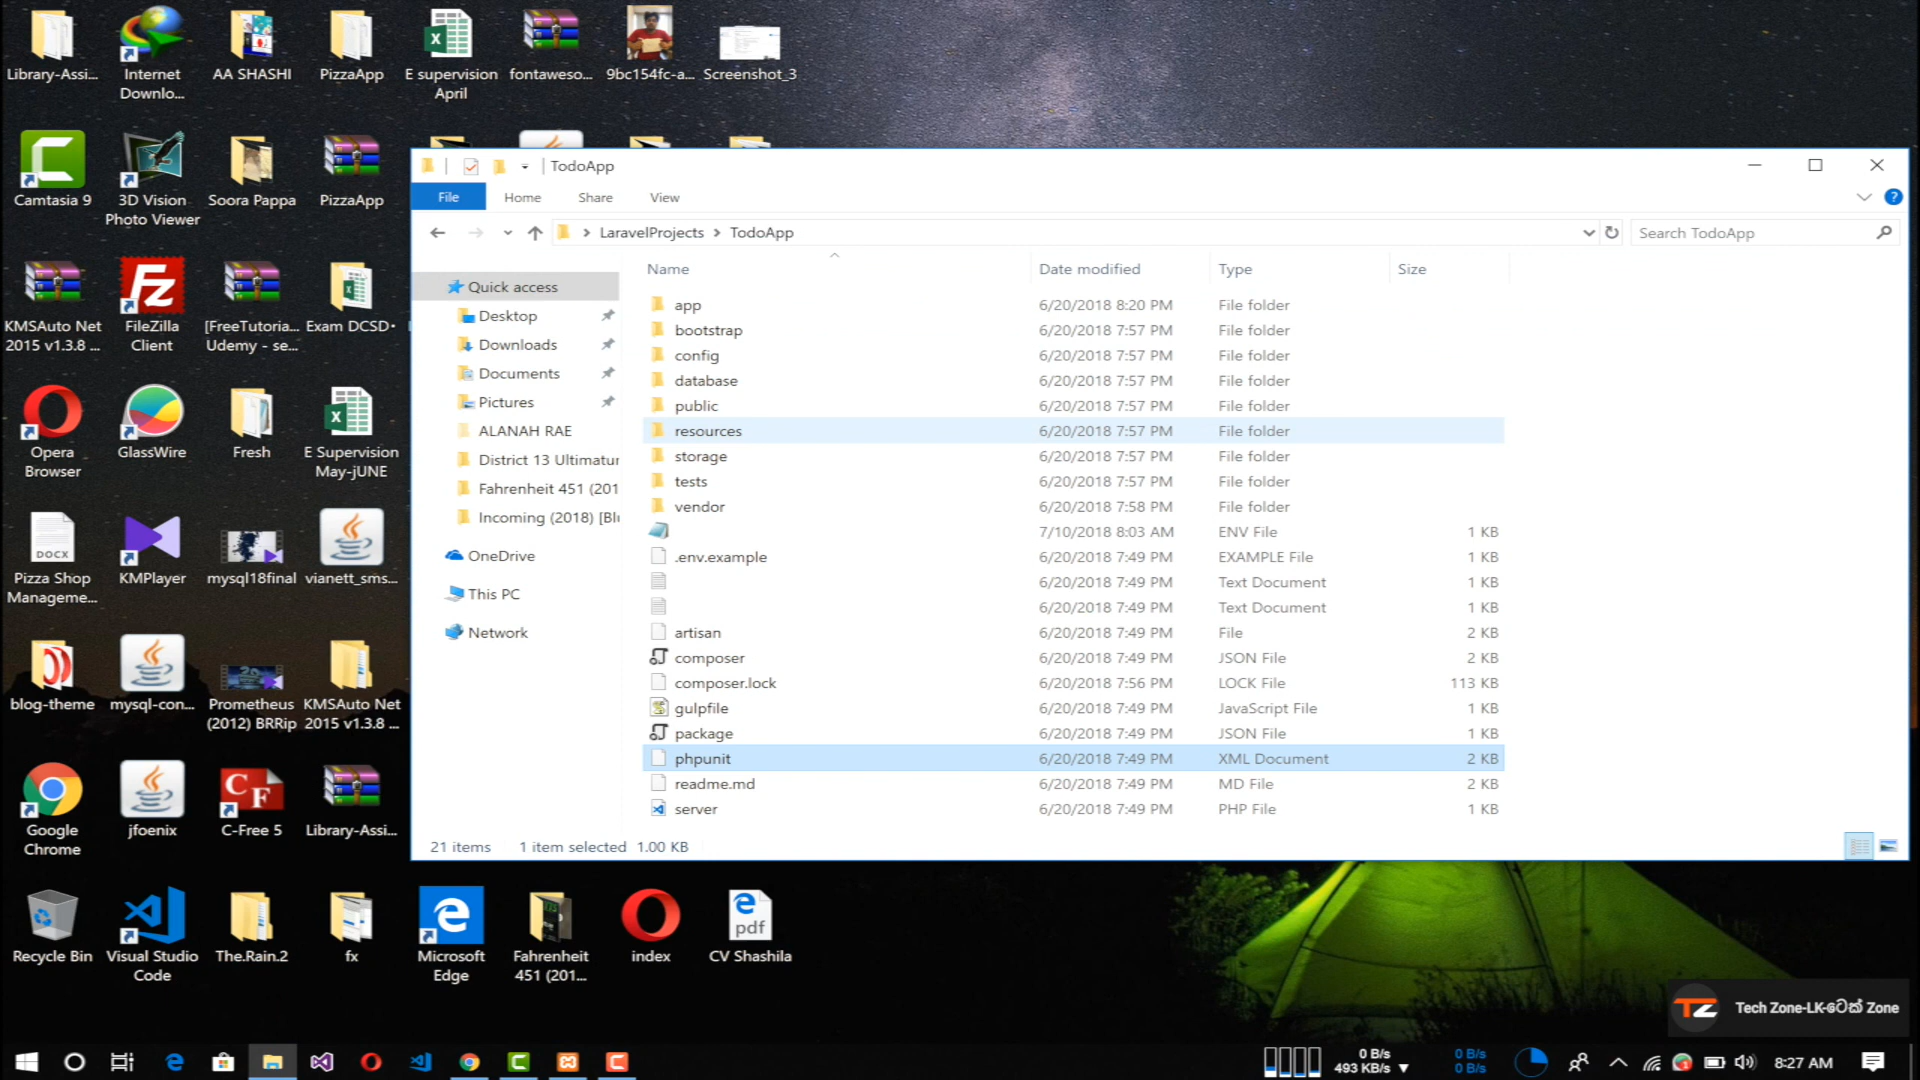 Library-Assi...
Internet
Downlo...
AA SHASHI
PizzaApp
E supervision
April
fontaweso...
9bc154fc-a...
Screenshot_3
Camtasia 9
3D Vision
Photo Viewer
Soora Pappa
PizzaApp
KMSAuto Net
2015 v1.3.8 ...
FileZilla
Client
[FreeTutoria...
Udemy - se...
Exam DCSD
Opera
Browser
GlassWire
Fresh
E Supervision
May-jUNE
DOCX
Pizza Shop
Manageme...
KMPlayer
mysql18final
vianett_sms...
blog-theme
mysql-con...
Prometheus
(2012) BRRip
KMSAuto Net
2015 v1.3.8 ...
Google
Chrome
jfoenix
C-Free 5
Library-Assi...
Recycle Bin
Visual Studio
Code
The.Rain.2
fx
Microsoft
Edge
Fahrenheit
451 (201...
index
pdf
CV Shashila
TodoApp
File Home Share View
LaravelProjects TodoApp
Search TodoApp
Quick access
Desktop
Downloads
Documents
Pictures
ALANAH RAE
District 13 Ultimatur
Fahrenheit 451 (201
Incoming (2018) [Blu
OneDrive
This PC
Network
Name Date modified Type Size
app 6/20/2018 8:20 PM File folder
bootstrap 6/20/2018 7:57 PM File folder
config 6/20/2018 7:57 PM File folder
database 6/20/2018 7:57 PM File folder
public 6/20/2018 7:57 PM File folder
resources 6/20/2018 7:57 PM File folder
storage 6/20/2018 7:57 PM File folder
tests 6/20/2018 7:57 PM File folder
vendor 6/20/2018 7:58 PM File folder
7/10/2018 8:03 AM ENV File 1 KB
.env.example 6/20/2018 7:49 PM EXAMPLE File 1 KB
6/20/2018 7:49 PM Text Document 1 KB
6/20/2018 7:49 PM Text Document 1 KB
artisan 6/20/2018 7:49 PM File 2 KB
composer 6/20/2018 7:49 PM JSON File 2 KB
composer.lock 6/20/2018 7:56 PM LOCK File 113 KB
gulpfile 6/20/2018 7:49 PM JavaScript File 1 KB
package 6/20/2018 7:49 PM JSON File 1 KB
phpunit 6/20/2018 7:49 PM XML Document 2 KB
readme.md 6/20/2018 7:49 PM MD File 2 KB
server 6/20/2018 7:49 PM PHP File 1 KB
21 items 1 item selected 1.00 KB
TZ Tech Zone-LK-ටෙක් Zone
0 B/s
493 KB/s
0 B/s
0 B/s
8:27 AM